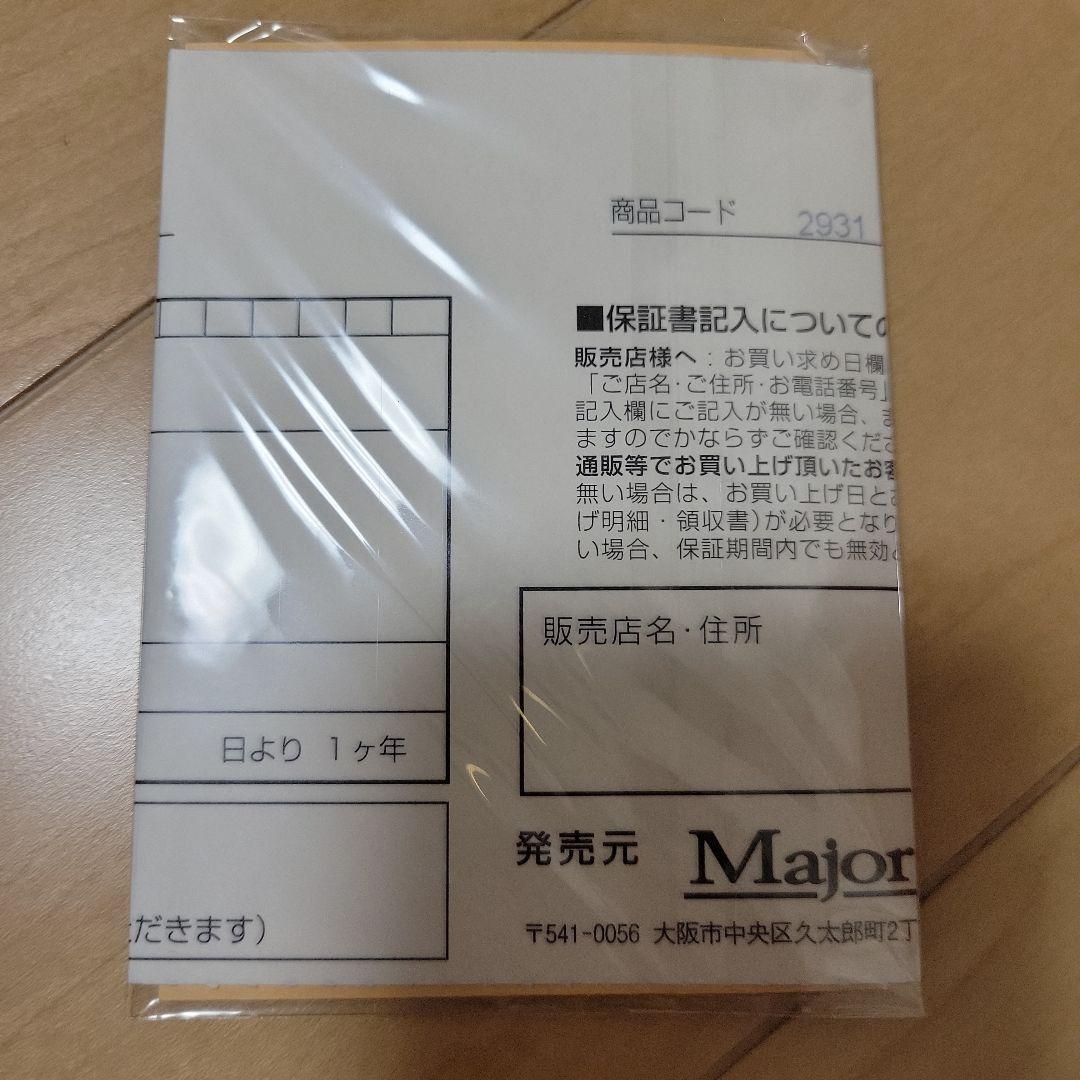 商品コード 2931
■保証書記入についての
販売店様へ：お買い求め日欄
「ご店名･ご住所･お電話番号」
記入欄にご記入が無い場合、ま
ますのでかならずご確認くださ
通販等でお買い上げ頂いたお客
無い場合は、お買い上げ日とお
げ明細・領収書)が必要となり
い場合、保証期間内でも無効と
販売店名･住所
日より 1ヶ年
ただきます)
発売元 Major
〒541-0056 大阪市中央区久太郎町2丁